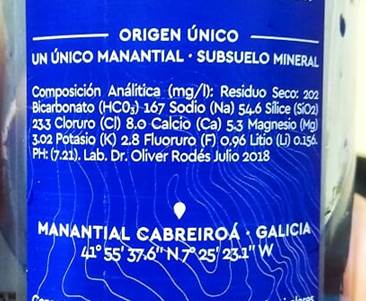 ORIGEN ÚNICO
UN ÚNICO MANANTIAL · SUBSUELO MINERAL
Composición Análitica (mg/l): Residuo Seco: 202
Bicarbonato (HCO₃) 167 Sodio (Na) 54.6 Sílice (SiO2)
23.3 Cloruro (Cl) 8.0 Calcio (Ca) 5.3 Magnesio (Mg)
3.02 Potasio (K) 2.8 Fluoruro (F) 0.96 Litio (Li) 0.156.
PH: (7.21). Lab. Dr. Oliver Rodés Julio 2018
MANANTIAL CABREIROÁ · GALICIA
41° 55' 37.6" N 7° 25' 23.1" W